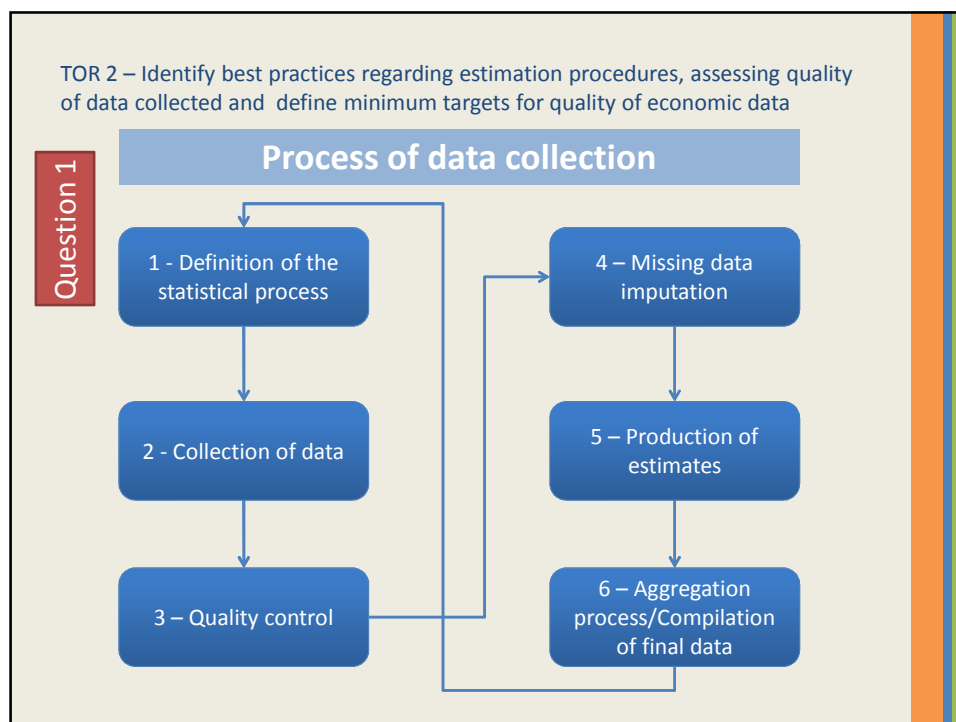 TOR 2 – Identify best practices regarding estimation procedures, assessing quality
of data collected and  define minimum targets for quality of economic data
Question 1
Process of data collection
1 - Definition of the
statistical process
2 - Collection of data
3 – Quality control
4 – Missing data
imputation
5 – Production of
estimates
6 – Aggregation
process/Compilation
of final data